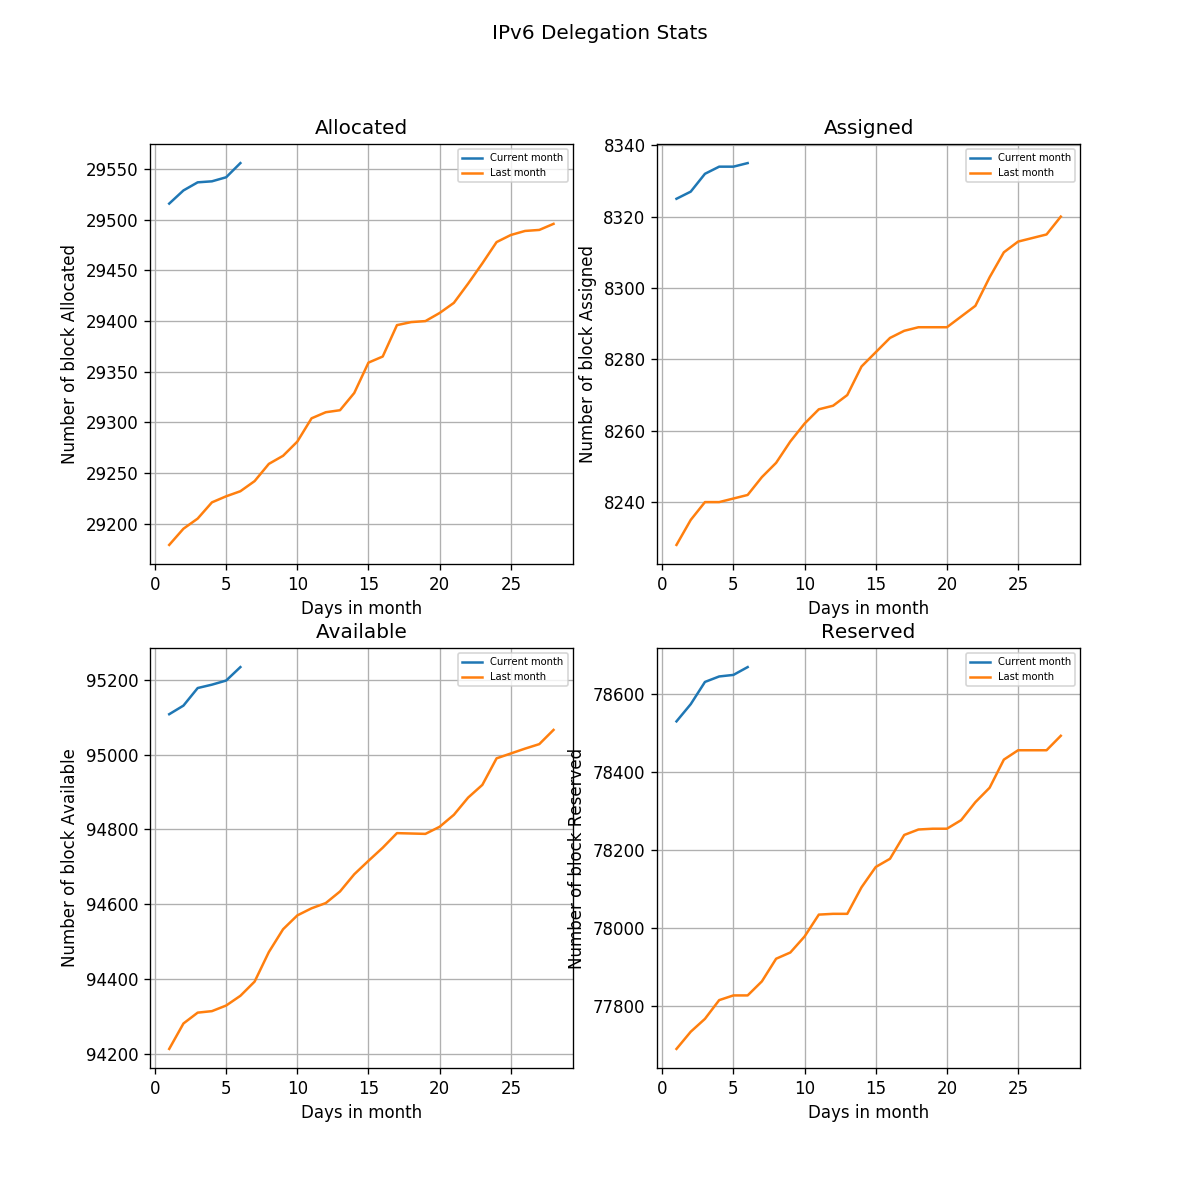 IPv6 Delegation Stats
Allocated
Number of block Allocated
29550
29500
29450
29400
29350
29300
29250
29200
Current month
Last month
0 5 10 15 20 25
Days in month
Assigned
Number of block Assigned
8340
8320
8300
8280
8260
8240
Current month
Last month
0 5 10 15 20 25
Days in month
Available
Number of block Available
95200
95000
94800
94600
94400
94200
Current month
Last month
0 5 10 15 20 25
Days in month
Reserved
Number of block Reserved
78600
78400
78200
78000
77800
Current month
Last month
0 5 10 15 20 25
Days in month